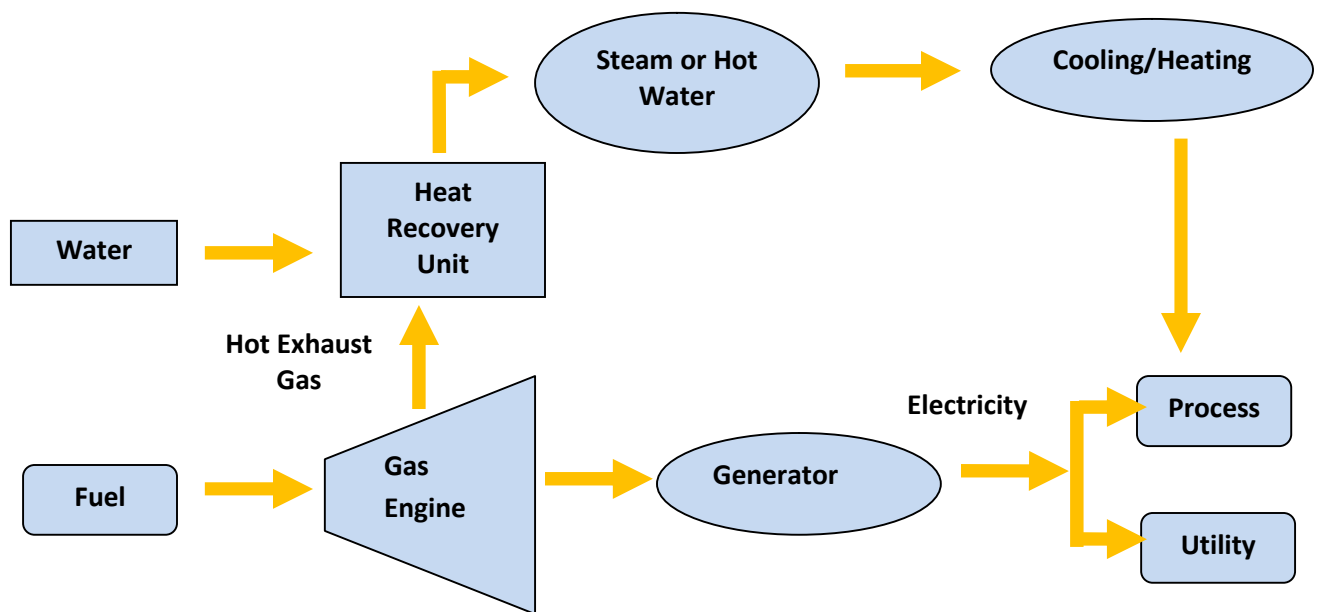 Steam or Hot
Water
Cooling/Heating
Heat
Recovery
Unit
Water
Hot Exhaust
Gas
Electricity
Process
Gas
Engine
Generator
Fuel
Utility